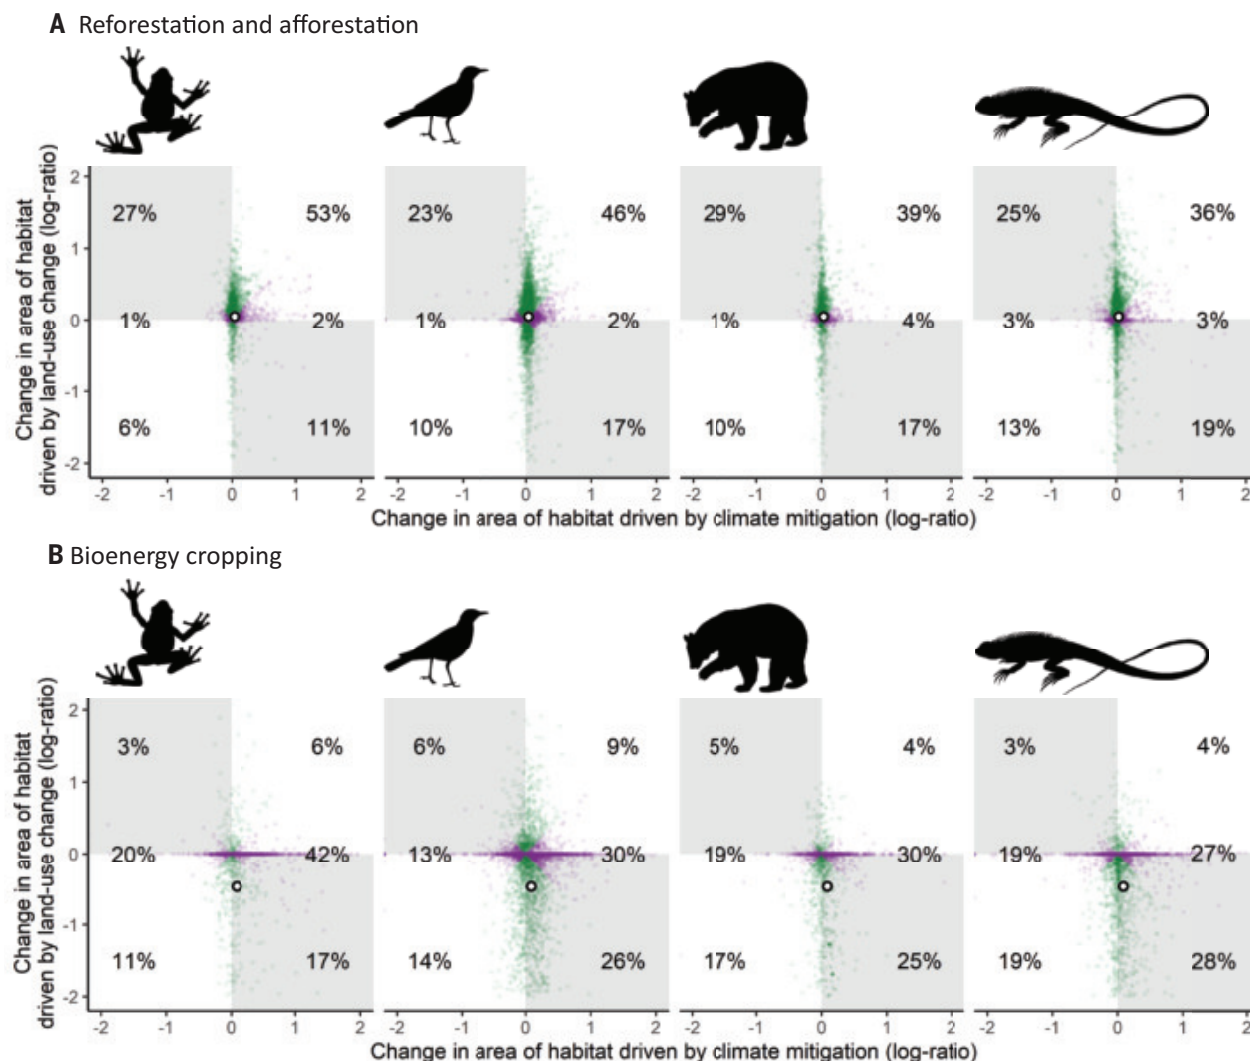 A Reforestation and afforestation
Change in area of habitat
driven by land-use change (log-ratio)
2
1
0
-1
-2
27% 53% 23% 46% 29% 39% 25% 36%
1% 2% 1% 2% 1% 4% 3% 3%
6% 11% 10% 17% 10% 17% 13% 19%
-2 -1 0 1 2 -2 -1 0 1 2 -2 -1 0 1 2 -2 -1 0 1 2
Change in area of habitat driven by climate mitigation (log-ratio)
B Bioenergy cropping
Change in area of habitat
driven by land-use change (log-ratio)
2
1
0
-1
-2
3% 6% 6% 9% 5% 4% 3% 4%
20% 42% 13% 30% 19% 30% 19% 27%
11% 17% 14% 26% 17% 25% 19% 28%
-2 -1 0 1 2 -2 -1 0 1 2 -2 -1 0 1 2 -2 -1 0 1 2
Change in area of habitat driven by climate mitigation (log-ratio)